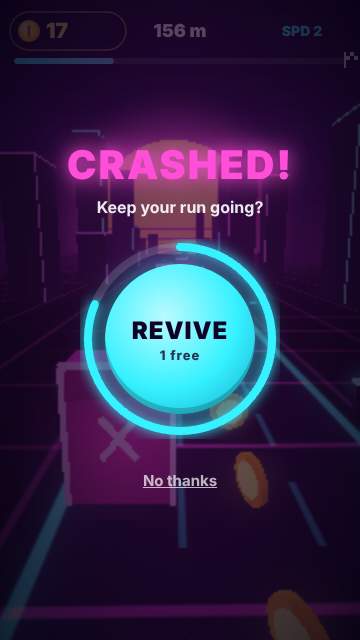 17
156 m
SPD 2
CRASHED!
Keep your run going?
REVIVE
1 free
No thanks